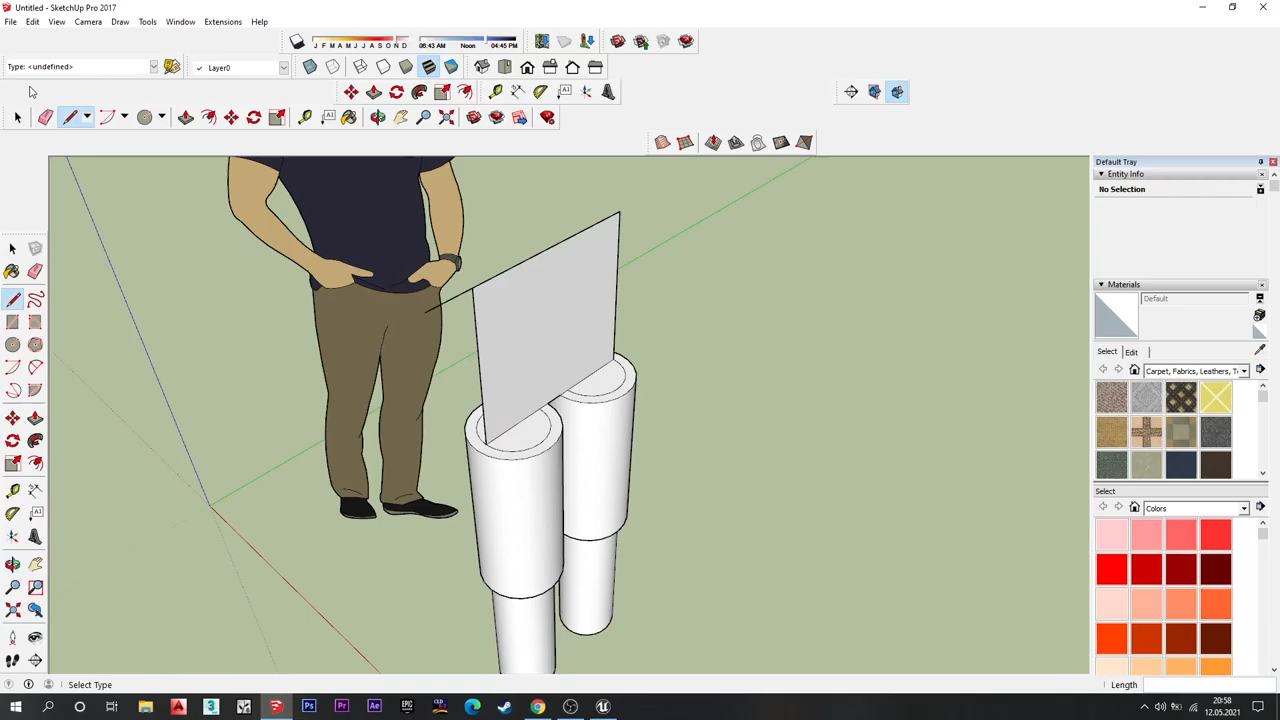 Untitled - SketchUp Pro 2017
File Edit View Camera Draw Tools Window Extensions Help
J F M A M J J A S O N D 06:43 AM Noon 04:45 PM
Type: <undefined>
Layer0
Default Tray
Entity Info
No Selection
Materials
Default
Select Edit
Carpet, Fabrics, Leathers, T
Select
Colors
Select Type
Length
20:58
12.05.2021